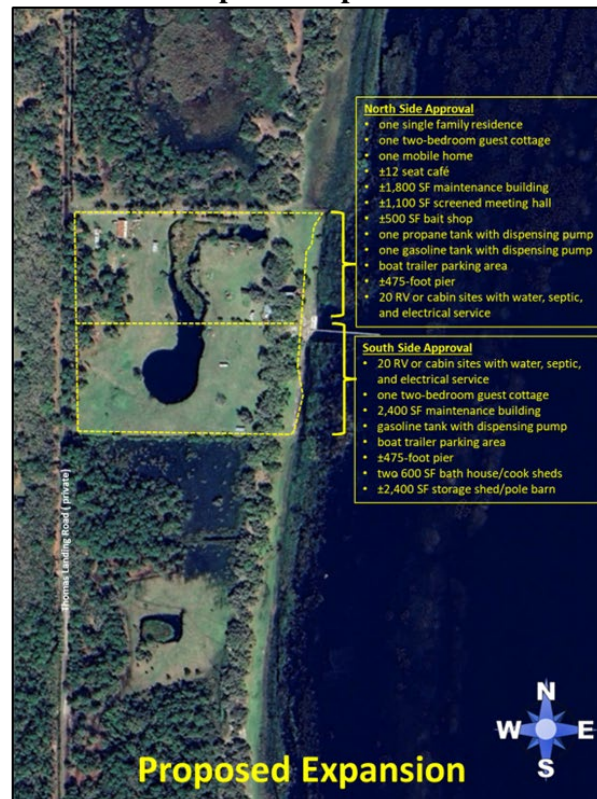 North Side Approval
• one single family residence
• one two-bedroom guest cottage
• one mobile home
• ±12 seat café
• ±1,800 SF maintenance building
• ±1,100 SF screened meeting hall
• ±500 SF bait shop
• one propane tank with dispensing pump
• one gasoline tank with dispensing pump
• boat trailer parking area
• ±475-foot pier
• 20 RV or cabin sites with water, septic,
and electrical service
South Side Approval
• 20 RV or cabin sites with water, septic,
and electrical service
• one two-bedroom guest cottage
• 2,400 SF maintenance building
• gasoline tank with dispensing pump
• boat trailer parking area
• ±475-foot pier
• two 600 SF bath house/cook sheds
• ±2,400 SF storage shed/pole barn
Thomas Landing Road ( private)
N
W E
S
Proposed Expansion